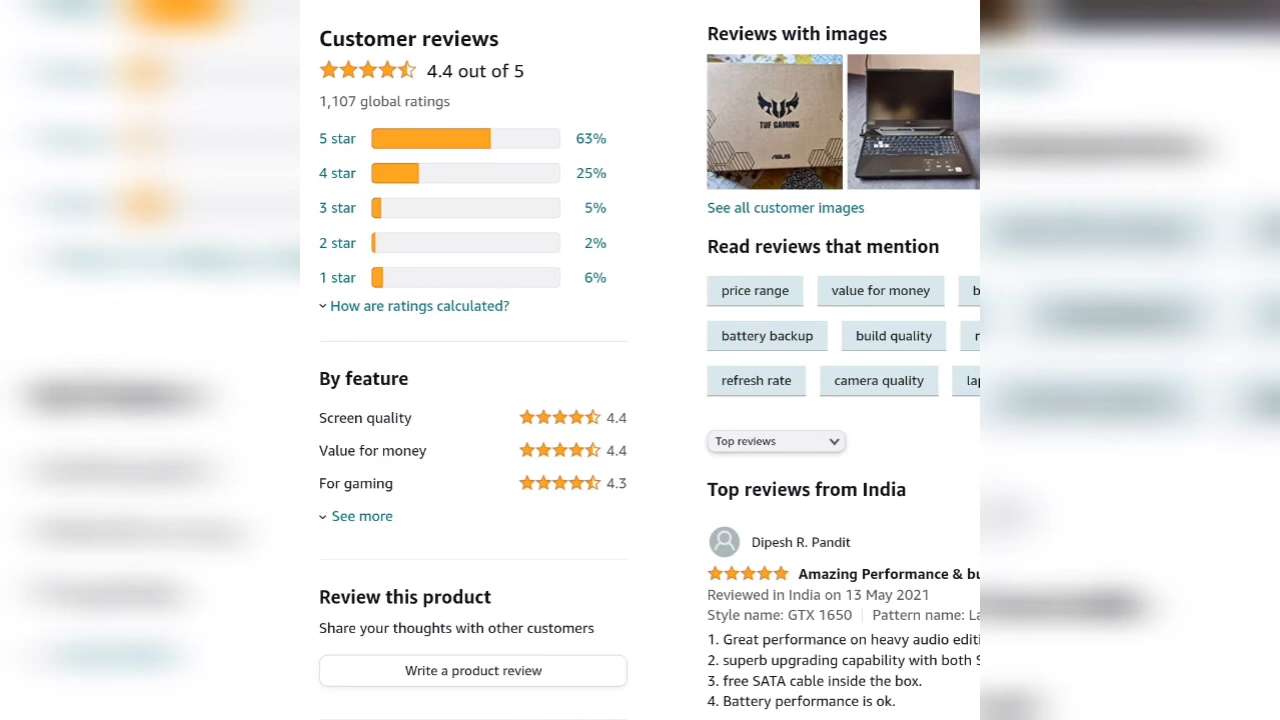 Customer reviews
4.4 out of 5
1,107 global ratings
5 star 63%
4 star 25%
3 star 5%
2 star 2%
1 star 6%
How are ratings calculated?
By feature
Screen quality 4.4
Value for money 4.4
For gaming 4.3
See more
Review this product
Share your thoughts with other customers
Write a product review
Reviews with images
TUF GAMING
ASUS
See all customer images
Read reviews that mention
price range value for money
battery backup build quality
refresh rate camera quality
Top reviews
Top reviews from India
Dipesh R. Pandit
Amazing Performance &
Reviewed in India on 13 May 2021
Style name: GTX 1650 Pattern name:
1. Great performance on heavy audio
2. superb upgrading capability with both
3. free SATA cable inside the box.
4. Battery performance is ok.